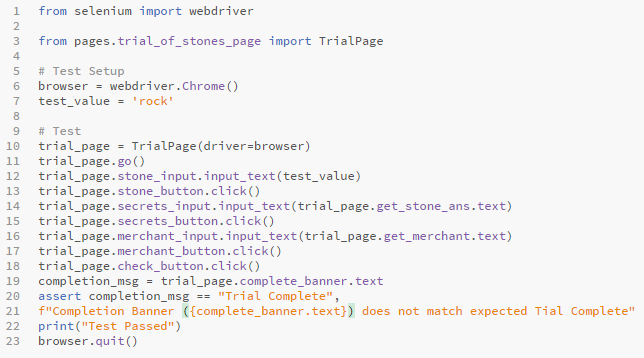 1 from selenium import webdriver
2
3 from pages.trial_of_stones_page import TrialPage
4
5 # Test Setup
6 browser = webdriver.Chrome()
7 test_value = 'rock'
8
9 # Test
10 trial_page = TrialPage(driver=browser)
11 trial_page.go()
12 trial_page.stone_input.input_text(test_value)
13 trial_page.stone_button.click()
14 trial_page.secrets_input.input_text(trial_page.get_stone_ans.text)
15 trial_page.secrets_button.click()
16 trial_page.merchant_input.input_text(trial_page.get_merchant.text)
17 trial_page.merchant_button.click()
18 trial_page.check_button.click()
19 completion_msg = trial_page.complete_banner.text
20 assert completion_msg == "Trial Complete",
21 f"Completion Banner ({complete_banner.text}) does not match expected Tial Complete"
22 print("Test Passed")
23 browser.quit()